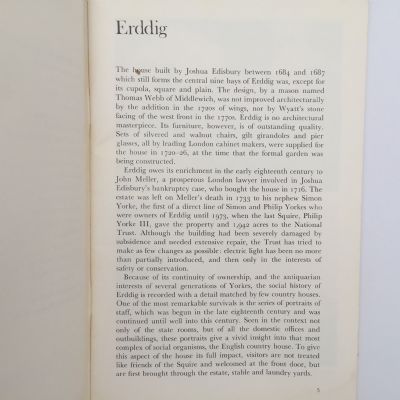 Erddig
The house built by Joshua Edisbury between 1684 and 1687
which still forms the central nine bays of Erddig was, except for
its cupola, square and plain. The design, by a mason named
Thomas Webb of Middlewich, was not improved architecturally
by the addition in the 1720s of wings, nor by Wyatt's stone
facing of the west front in the 1770s. Erddig is no architectural
masterpiece. Its furniture, however, is of outstanding quality.
Sets of silvered and walnut chairs, gilt girandoles and pier
glasses, all by leading London cabinet makers, were supplied for
the house in 1720–26, at the time that the formal garden was
being constructed.
Erddig owes its enrichment in the early eighteenth century to
John Meller, a prosperous London lawyer involved in Joshua
Edisbury's bankruptcy case, who bought the house in 1716. The
estate was left on Meller's death in 1733 to his nephew Simon
Yorke, the first of a direct line of Simon and Philip Yorkes who
were owners of Erddig until 1973, when the last Squire, Philip
Yorke III, gave the property and 1,942 acres to the National
Trust. Although the building had been severely damaged by
subsidence and needed extensive repair, the Trust has tried to
make as few changes as possible: electric light has been no more
than partially introduced, and then only in the interests of
safety or conservation.
Because of its continuity of ownership, and the antiquarian
interests of several generations of Yorkes, the social history of
Erddig is recorded with a detail matched by few country houses.
One of the most remarkable survivals is the series of portraits of
staff, which was begun in the late eighteenth century and was
continued until well into this century. Seen in the context not
only of the state rooms, but of all the domestic offices and
outbuildings, these portraits give a vivid insight into that most
complex of social organisms, the English country house. To give
this aspect of the house its full impact, visitors are not treated
like friends of the Squire and welcomed at the front door, but
are first brought through the estate, stable and laundry yards.
5